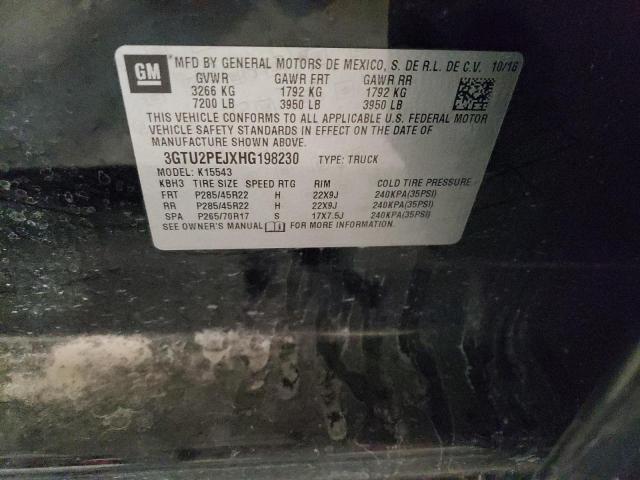 GM
MFD BY GENERAL MOTORS DE MEXICO, S. DE R.L. DE C.V. 10/16
GVWR GAWR FRT GAWR RR
3266 KG 1792 KG 1792 KG
7200 LB 3950 LB 3950 LB
THIS VEHICLE CONFORMS TO ALL APPLICABLE U.S. FEDERAL MOTOR
VEHICLE SAFETY STANDARDS IN EFFECT ON THE DATE OF
MANUFACTURE SHOWN ABOVE.
3GTU2PEJXHG198230 TYPE: TRUCK
MODEL: K15543
KBH3 TIRE SIZE SPEED RTG RIM COLD TIRE PRESSURE
FRT P285/45R22 H 22X9J 240KPA(35PSI)
RR P285/45R22 H 22X9J 240KPA(35PSI)
SPA P265/70R17 S 17X7.5J 240KPA(35PSI)
SEE OWNER'S MANUAL FOR MORE INFORMATION.